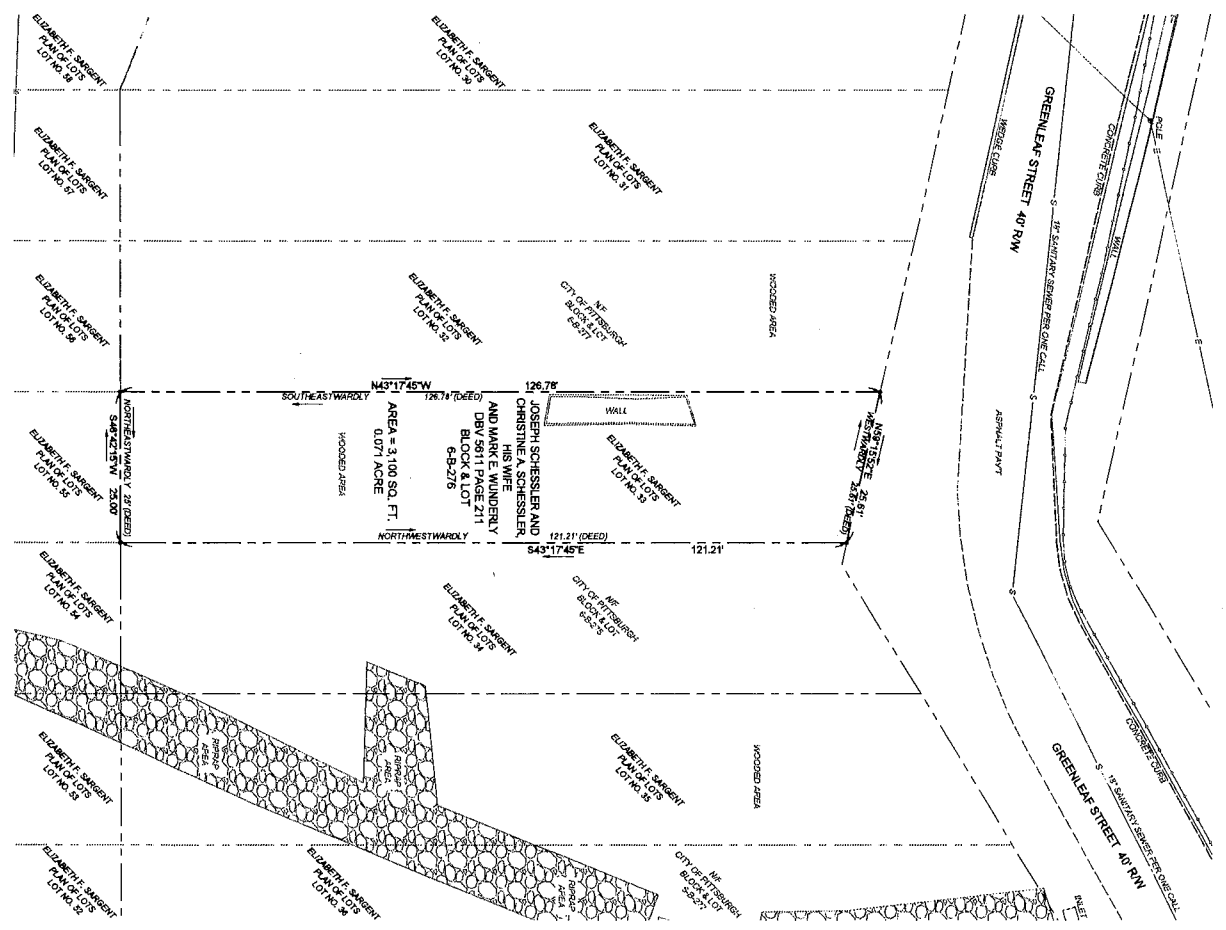 ELIZABETH F. SARGENT
PLAN OF LOTS
LOT NO. 58
ELIZABETH F. SARGENT
PLAN OF LOTS
LOT NO. 30
ELIZABETH F. SARGENT
PLAN OF LOTS
LOT NO. 57
ELIZABETH F. SARGENT
PLAN OF LOTS
LOT NO. 31
WEDGE CURB
GREENLEAF STREET 40' R/W
CONCRETE CURB
POLE
E
E
S
15" SANITARY SEWER PER ONE CALL
S
WALL
ELIZABETH F. SARGENT
PLAN OF LOTS
LOT NO. 56
ELIZABETH F. SARGENT
PLAN OF LOTS
LOT NO. 32
N/F
CITY OF PITTSBURGH
BLOCK & LOT
6-B-277
WOODED AREA
N43°17'45"W 126.78'
SOUTHEASTWARDLY 126.78' (DEED)
WALL
N59°15'52"E 25.61'
WESTWARDLY 25.61' (DEED)
NORTHEASTWARDLY 25' (DEED)
S46°42'15"W 25.00'
ELIZABETH F. SARGENT
PLAN OF LOTS
LOT NO. 55
WOODED AREA
JOSEPH SCHESSLER AND
CHRISTINE A. SCHESSLER,
HIS WIFE
AND MARK E. WUNDERLY
DBV 5611 PAGE 211
BLOCK & LOT
6-B-276
AREA = 3,100 SQ. FT.
0.071 ACRE
ELIZABETH F. SARGENT
PLAN OF LOTS
LOT NO. 33
ASPHALT PAV'T
NORTHWESTWARDLY 121.21' (DEED)
S43°17'45"E 121.21'
ELIZABETH F. SARGENT
PLAN OF LOTS
LOT NO. 54
ELIZABETH F. SARGENT
PLAN OF LOTS
LOT NO. 34
N/F
CITY OF PITTSBURGH
BLOCK & LOT
6-B-275
S
RIPRAP
AREA
RIPRAP
AREA
ELIZABETH F. SARGENT
PLAN OF LOTS
LOT NO. 53
ELIZABETH F. SARGENT
PLAN OF LOTS
LOT NO. 35
WOODED AREA
S
15" SANITARY SEWER PER ONE CALL
CONCRETE CURB
GREENLEAF STREET 40' R/W
ELIZABETH F. SARGENT
PLAN OF LOTS
LOT NO. 52
ELIZABETH F. SARGENT
PLAN OF LOTS
LOT NO. 36
RIPRAP
AREA
N/F
CITY OF PITTSBURGH
BLOCK & LOT
INLET